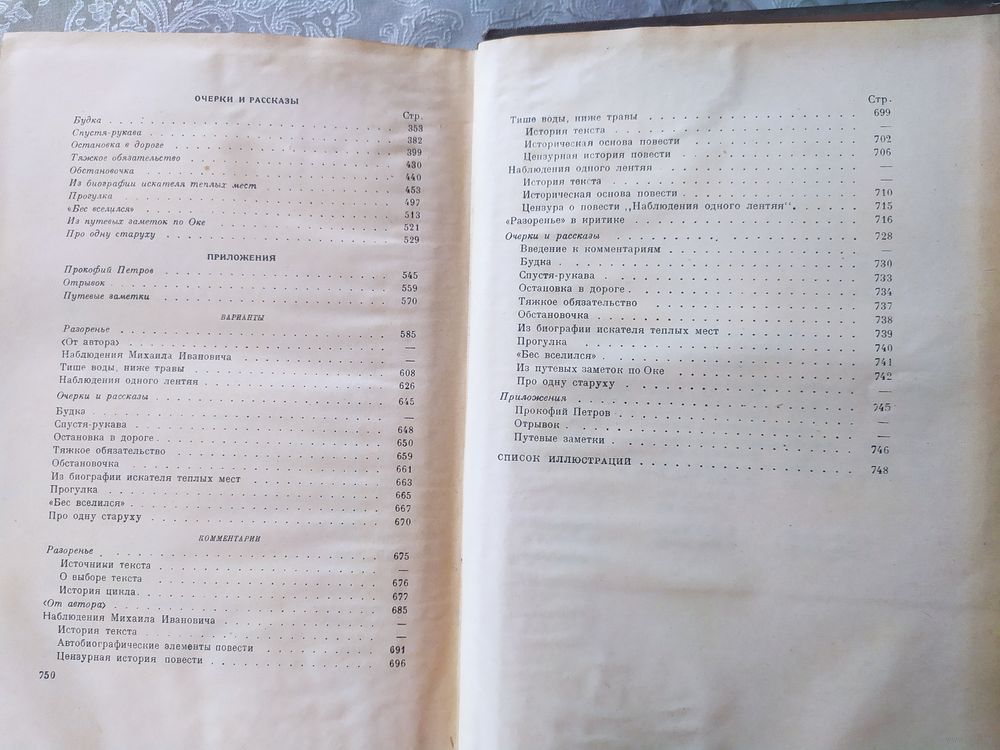 ОЧЕРКИ И РАССКАЗЫ
Стр.
Будка . . . 353
Спустя-рукава . . . 382
Остановка в дороге . . . 399
Тяжкое обязательство . . . 430
Обстановочка . . . 440
Из биографии искателя теплых мест . . . 453
Прогулка . . . 497
«Бес вселился» . . . 513
Из путевых заметок по Оке . . . 521
Про одну старуху . . . 529
ПРИЛОЖЕНИЯ
Прокофий Петров . . . 545
Отрывок . . . 559
Путевые заметки . . . 570
ВАРИАНТЫ
Разоренье . . . 585
<От автора> . . . —
Наблюдения Михаила Ивановича . . . —
Тише воды, ниже травы . . . 608
Наблюдения одного лентяя . . . 626
Очерки и рассказы . . . 645
Будка . . . —
Спустя-рукава . . . 648
Остановка в дороге . . . 650
Тяжкое обязательство . . . 659
Обстановочка . . . 661
Из биографии искателя теплых мест . . . 663
Прогулка . . . 665
«Бес вселился» . . . 667
Про одну старуху . . . 670
КОММЕНТАРИИ
Разоренье . . . 675
Источники текста . . . —
О выборе текста . . . 676
История цикла . . . 677
<От автора> . . . 685
Наблюдения Михаила Ивановича . . . —
История текста . . . —
Автобиографические элементы повести . . . 691
Цензурная история повести . . . 696
750
Стр.
Тише воды, ниже травы . . . 699
История текста . . . —
Историческая основа повести . . . 702
Цензурная история повести . . . 706
Наблюдения одного лентяя . . . —
История текста . . . —
Историческая основа повести . . . 710
Цензура о повести „Наблюдения одного лентяя“ . . . 715
«Разоренье» в критике . . . 716
Очерки и рассказы . . . 728
Введение к комментариям . . . —
Будка . . . 730
Спустя-рукава . . . 733
Остановка в дороге . . . 734
Тяжкое обязательство . . . 737
Обстановочка . . . 738
Из биографии искателя теплых мест . . . 739
Прогулка . . . 740
«Бес вселился» . . . 741
Из путевых заметок по Оке . . . 742
Про одну старуху . . . —
Приложения . . . 745
Прокофий Петров . . . —
Отрывок . . . —
Путевые заметки . . . 746
СПИСОК ИЛЛЮСТРАЦИЙ . . . 748